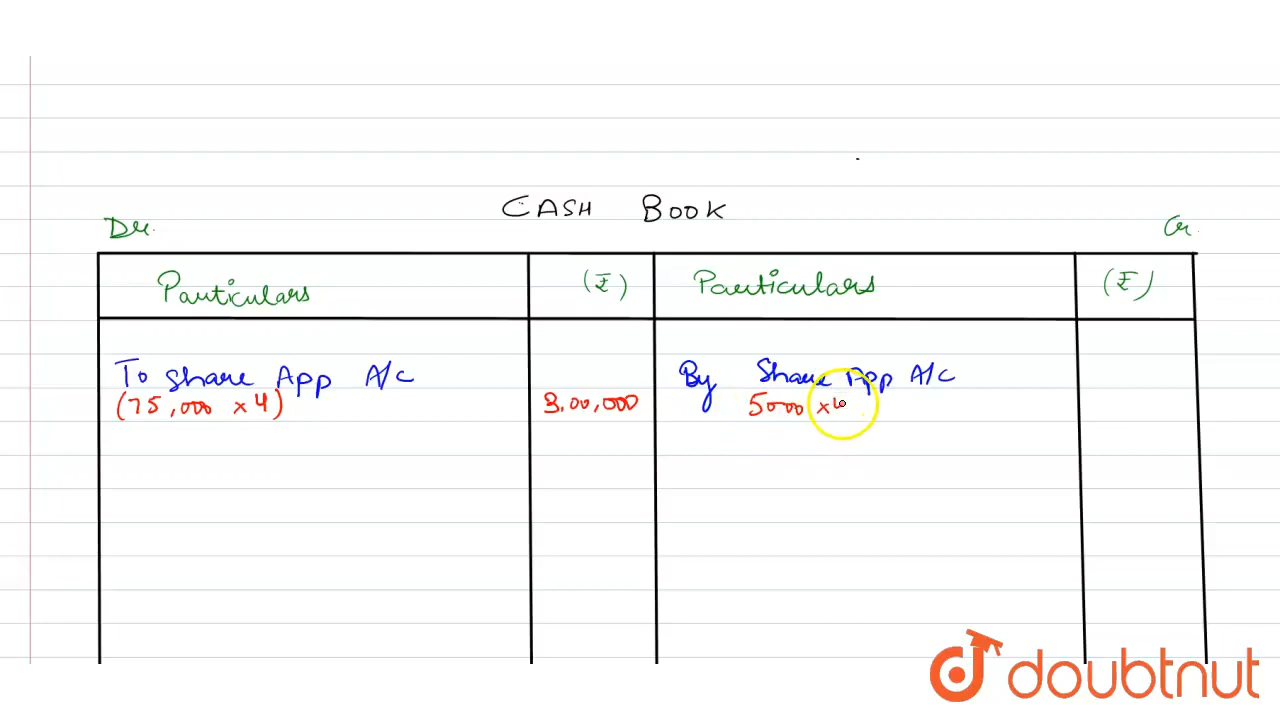 CASH BOOK
Dr. Cr.
Particulars (₹) Particulars (₹)
To Share App A/c By Share App A/c
(75,000 x 4) 3,00,000 5000 x 4
doubtnut